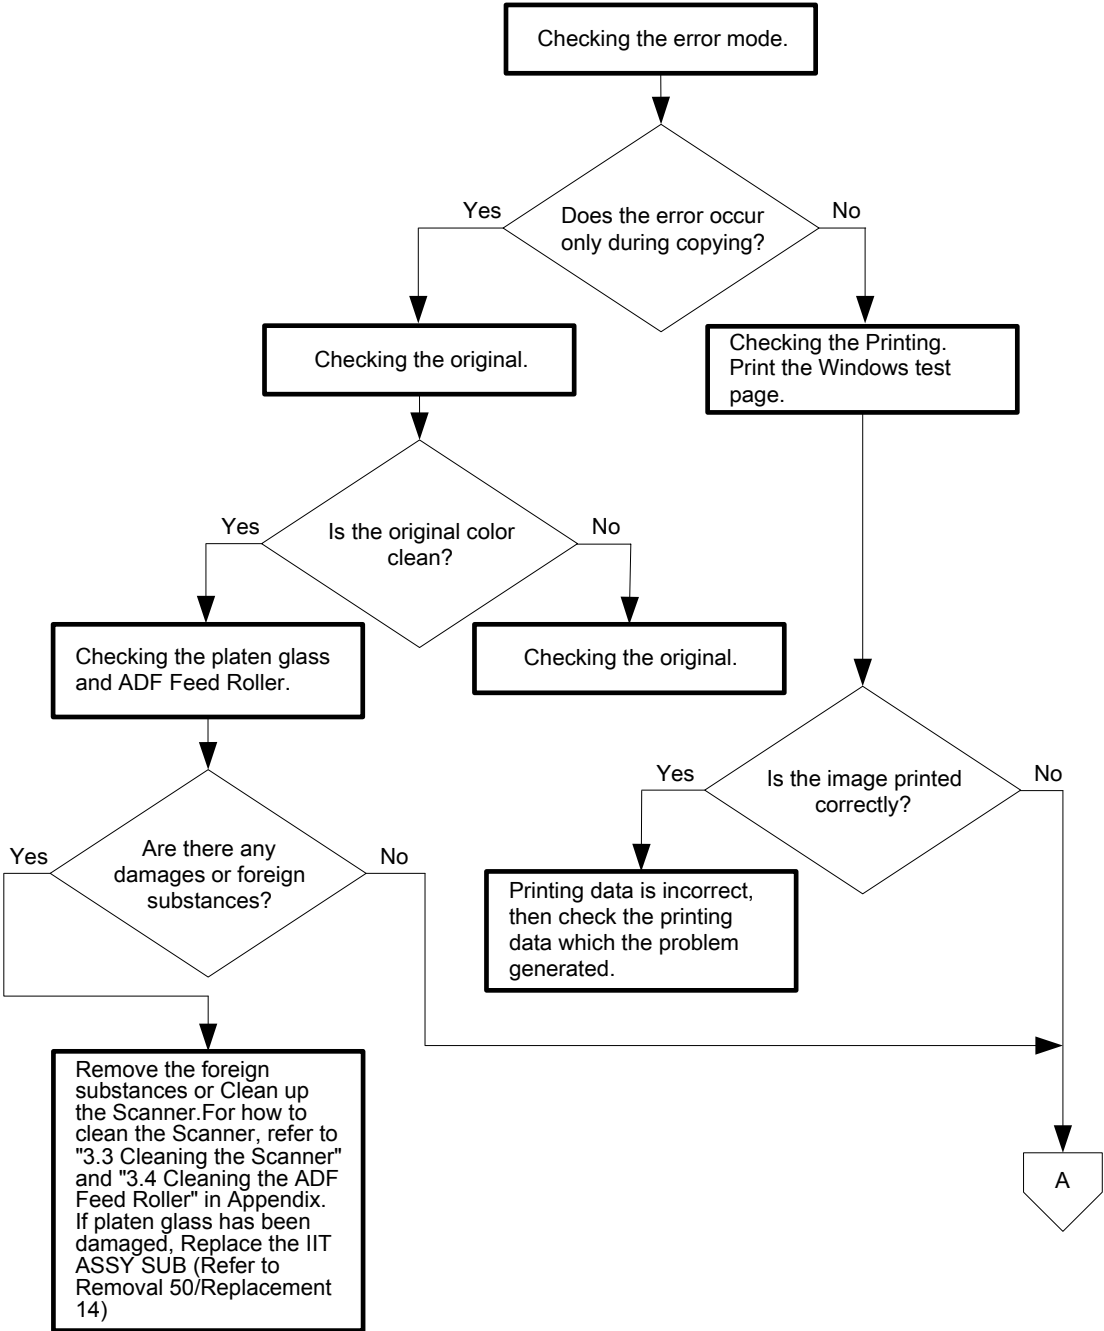 Checking the error mode.
Does the error occur
only during copying?
Yes
No
Checking the original.
Checking the Printing.
Print the Windows test
page.
Is the original color
clean?
Yes
No
Checking the platen glass
and ADF Feed Roller.
Checking the original.
Is the image printed
correctly?
Yes
No
Are there any
damages or foreign
substances?
Yes
No
Printing data is incorrect,
then check the printing
data which the problem
generated.
Remove the foreign
substances or Clean up
the Scanner.For how to
clean the Scanner, refer to
"3.3 Cleaning the Scanner"
and "3.4 Cleaning the ADF
Feed Roller" in Appendix.
If platen glass has been
damaged, Replace the IIT
ASSY SUB (Refer to
Removal 50/Replacement
14)
A